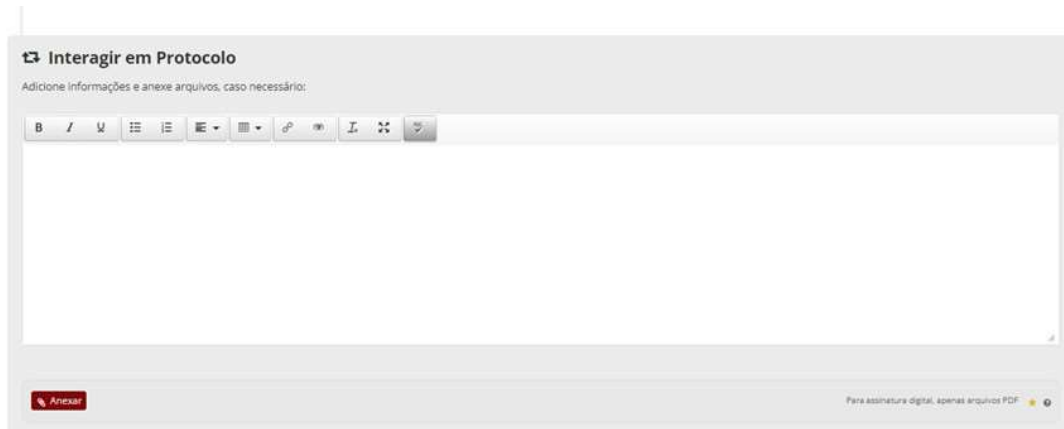 Interagir em Protocolo
Adicione informações e anexe arquivos, caso necessário:
B I U
Anexar
Para assinatura digital, apenas arquivos PDF